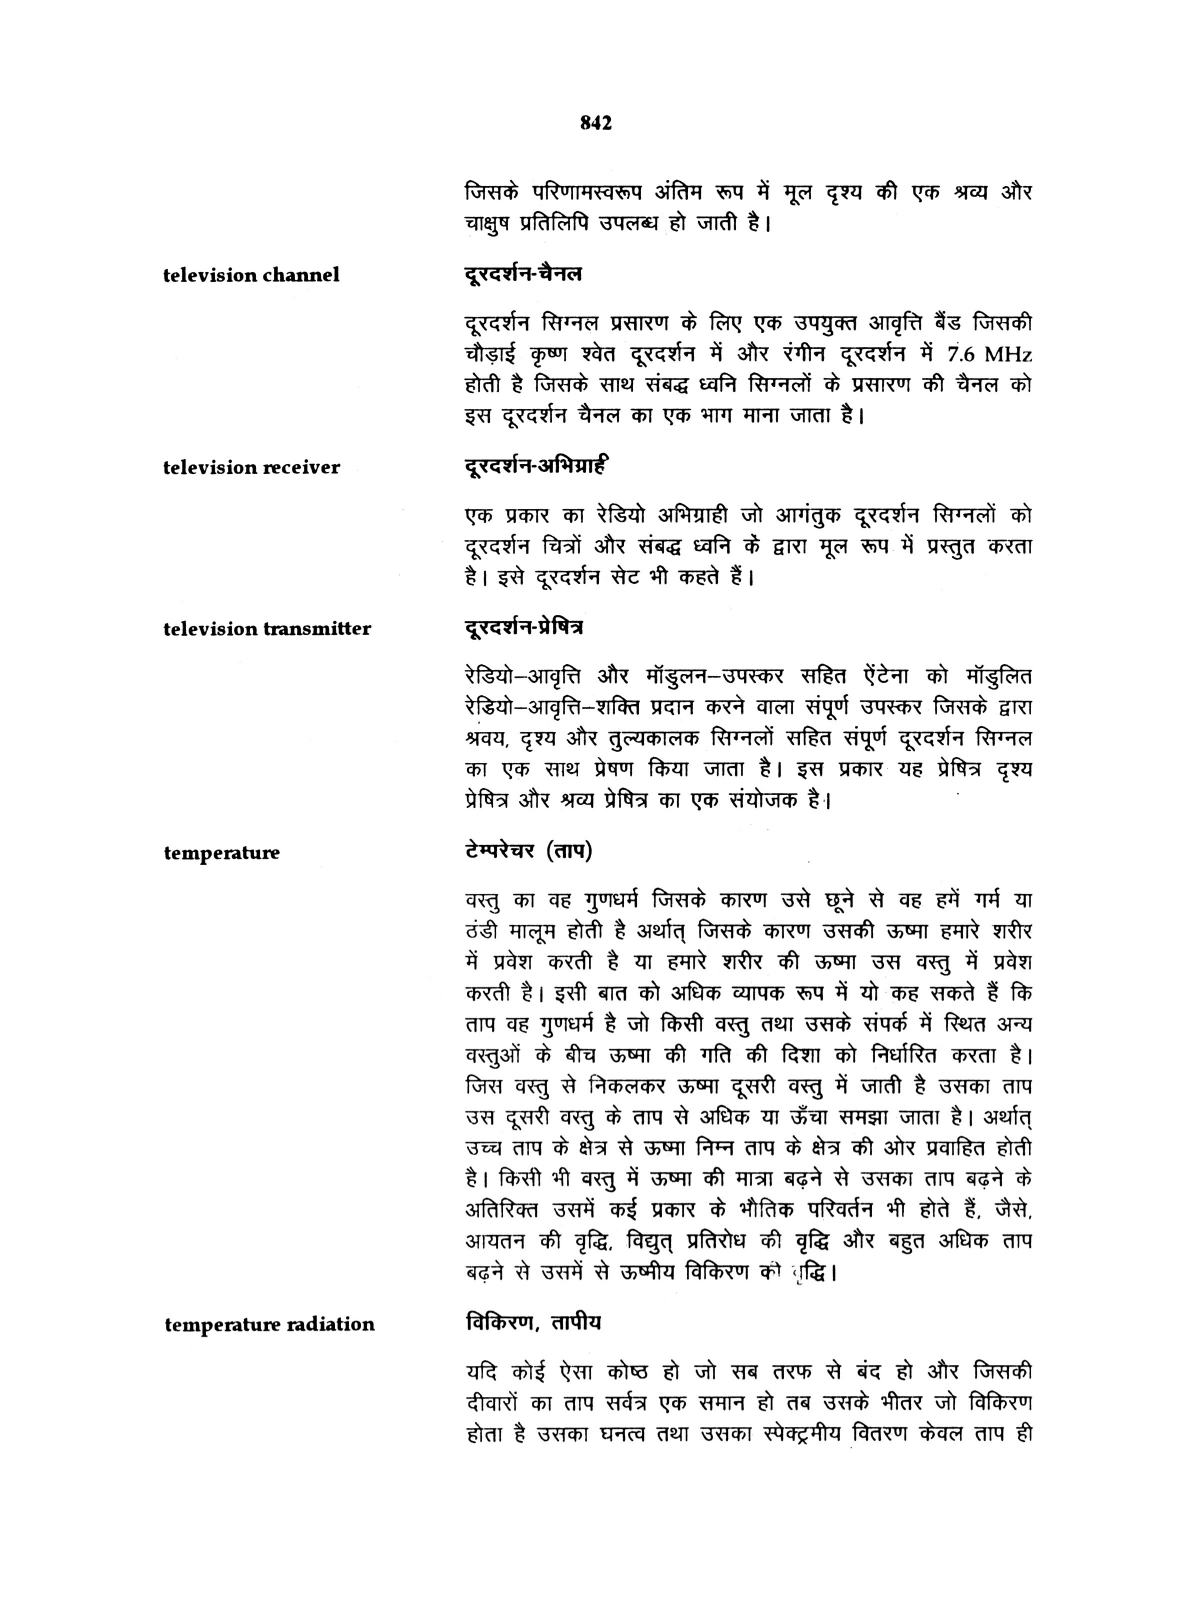 842
जिसके परिणामस्वरूप अंतिम रूप में मूल दृश्य की एक श्रव्य और
चाक्षुष प्रतिलिपि उपलब्ध हो जाती है।
television channel दूरदर्शन-चैनल
दूरदर्शन सिग्नल प्रसारण के लिए एक उपयुक्त आवृत्ति बैंड जिसकी
चौड़ाई कृष्ण श्वेत दूरदर्शन में और रंगीन दूरदर्शन में 7.6 MHz
होती है जिसके साथ संबद्ध ध्वनि सिग्नलों के प्रसारण की चैनल को
इस दूरदर्शन चैनल का एक भाग माना जाता है।
television receiver दूरदर्शन-अभिग्राही
एक प्रकार का रेडियो अभिग्राही जो आगंतुक दूरदर्शन सिग्नलों को
दूरदर्शन चित्रों और संबद्ध ध्वनि के द्वारा मूल रूप में प्रस्तुत करता
है। इसे दूरदर्शन सेट भी कहते हैं।
television transmitter दूरदर्शन-प्रेषित्र
रेडियो–आवृत्ति और मॉडुलन–उपस्कर सहित ऐंटेना को मॉडुलित
रेडियो–आवृत्ति–शक्ति प्रदान करने वाला संपूर्ण उपस्कर जिसके द्वारा
श्रवय, दृश्य और तुल्यकालक सिग्नलों सहित संपूर्ण दूरदर्शन सिग्नल
का एक साथ प्रेषण किया जाता है। इस प्रकार यह प्रेषित्र दृश्य
प्रेषित्र और श्रव्य प्रेषित्र का एक संयोजक है।
temperature टेम्परेचर (ताप)
वस्तु का वह गुणधर्म जिसके कारण उसे छूने से वह हमें गर्म या
ठंडी मालूम होती है अर्थात् जिसके कारण उसकी ऊष्मा हमारे शरीर
में प्रवेश करती है या हमारे शरीर की ऊष्मा उस वस्तु में प्रवेश
करती है। इसी बात को अधिक व्यापक रूप में यो कह सकते हैं कि
ताप वह गुणधर्म है जो किसी वस्तु तथा उसके संपर्क में स्थित अन्य
वस्तुओं के बीच ऊष्मा की गति की दिशा को निर्धारित करता है।
जिस वस्तु से निकलकर ऊष्मा दूसरी वस्तु में जाती है उसका ताप
उस दूसरी वस्तु के ताप से अधिक या ऊँचा समझा जाता है। अर्थात्
उच्च ताप के क्षेत्र से ऊष्मा निम्न ताप के क्षेत्र की ओर प्रवाहित होती
है। किसी भी वस्तु में ऊष्मा की मात्रा बढ़ने से उसका ताप बढ़ने के
अतिरिक्त उसमें कई प्रकार के भौतिक परिवर्तन भी होते हैं, जैसे,
आयतन की वृद्धि, विद्युत् प्रतिरोध की वृद्धि और बहुत अधिक ताप
बढ़ने से उसमें से ऊष्मीय विकिरण की वृद्धि।
temperature radiation विकिरण, तापीय
यदि कोई ऐसा कोष्ठ हो जो सब तरफ से बंद हो और जिसकी
दीवारों का ताप सर्वत्र एक समान हो तब उसके भीतर जो विकिरण
होता है उसका घनत्व तथा उसका स्पेक्ट्रमीय वितरण केवल ताप ही